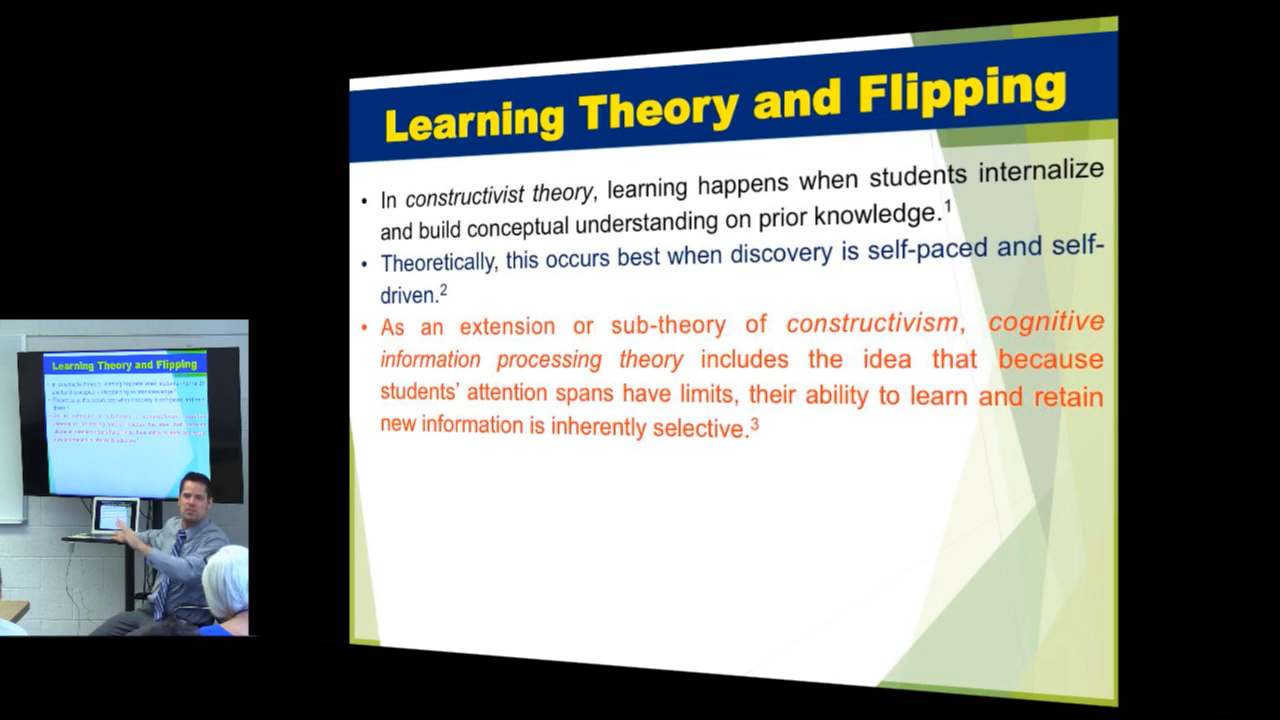 Learning Theory and Flipping
• In constructivist theory, learning happens when students internalize
and build conceptual understanding on prior knowledge.1
• Theoretically, this occurs best when discovery is self-paced and self-
driven.2
• As an extension or sub-theory of constructivism, cognitive
information processing theory includes the idea that because
students' attention spans have limits, their ability to learn and retain
new information is inherently selective.3
Learning Theory and Flipping